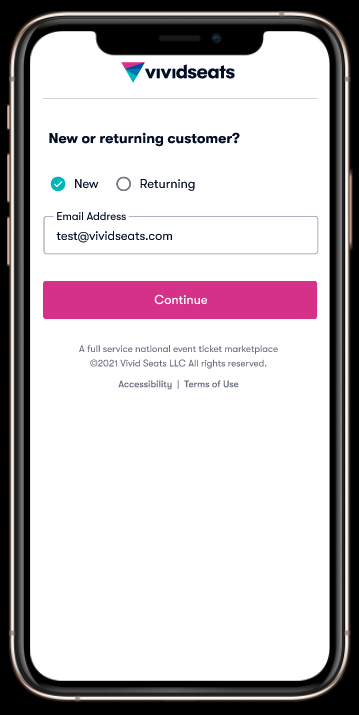 vividseats
New or returning customer?
New
Returning
Email Address
test@vividseats.com
Continue
A full service national event ticket marketplace
©2021 Vivid Seats LLC All rights reserved.
Accessibility | Terms of Use